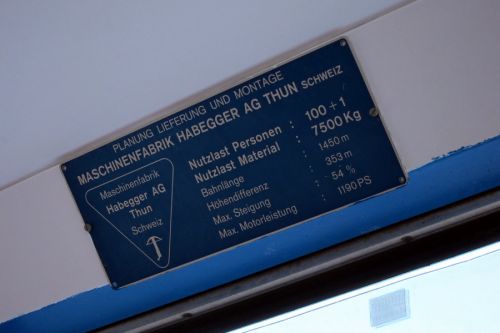 PLANUNG LIEFERUNG UND MONTAGE
MASCHINENFABRIK HABEGGER AG THUN SCHWEIZ
Maschinenfabrik
Habegger AG
Thun
Schweiz
Nutzlast Personen : 100 + 1
Nutzlast Material : 7500 Kg
Bahnlänge : 1450 m
Höhendifferenz : 353 m
Max. Steigung : 54 %
Max. Motorleistung : 1190 PS